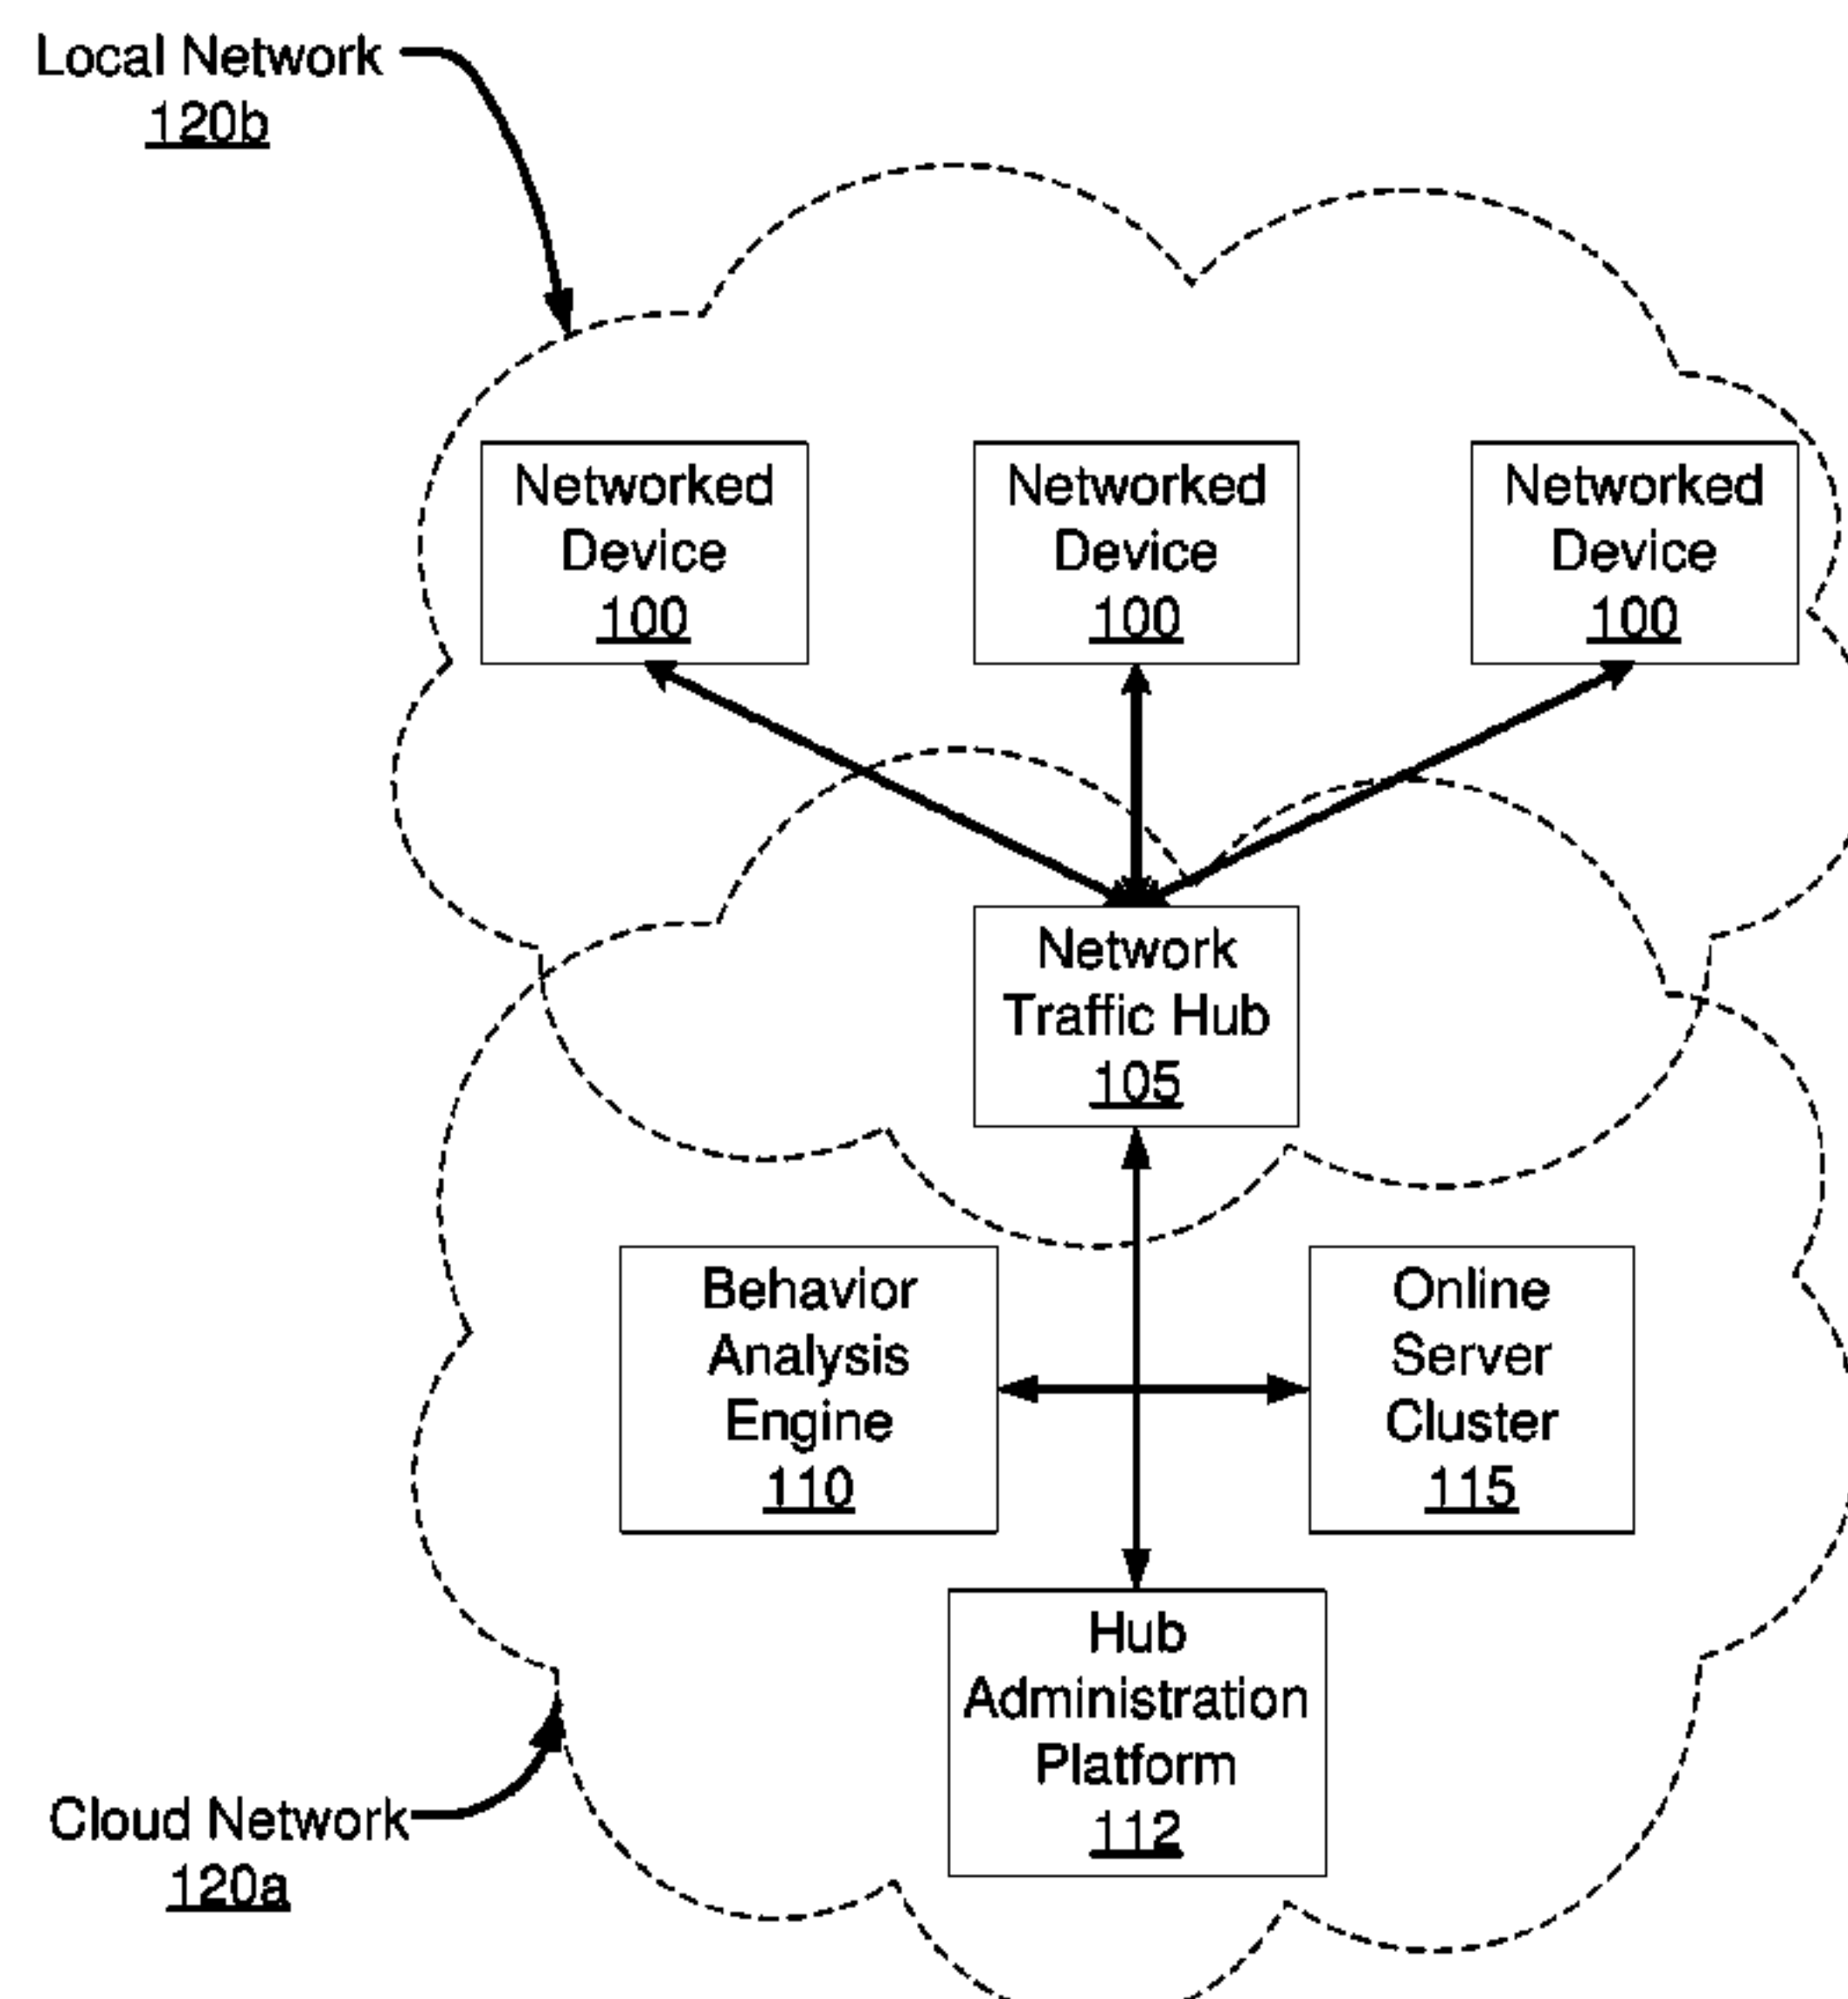 Local Network
120b
Networked
Device
100
Networked
Device
100
Networked
Device
100
Network
Traffic Hub
105
Behavior
Analysis
Engine
110
Online
Server
Cluster
115
Hub
Administration
Platform
112
Cloud Network
120a